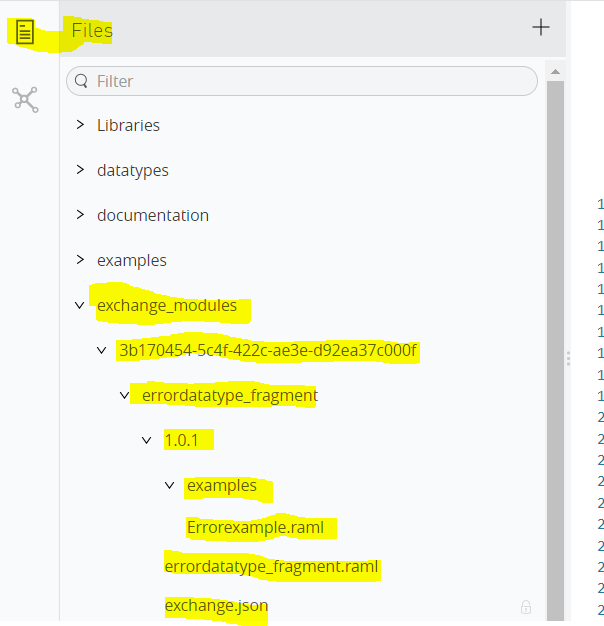 Files
Filter
Libraries
datatypes
documentation
examples
exchange_modules
3b170454-5c4f-422c-ae3e-d92ea37c000f
errordatatype_fragment
1.0.1
examples
Errorexample.raml
errordatatype_fragment.raml
exchange.json